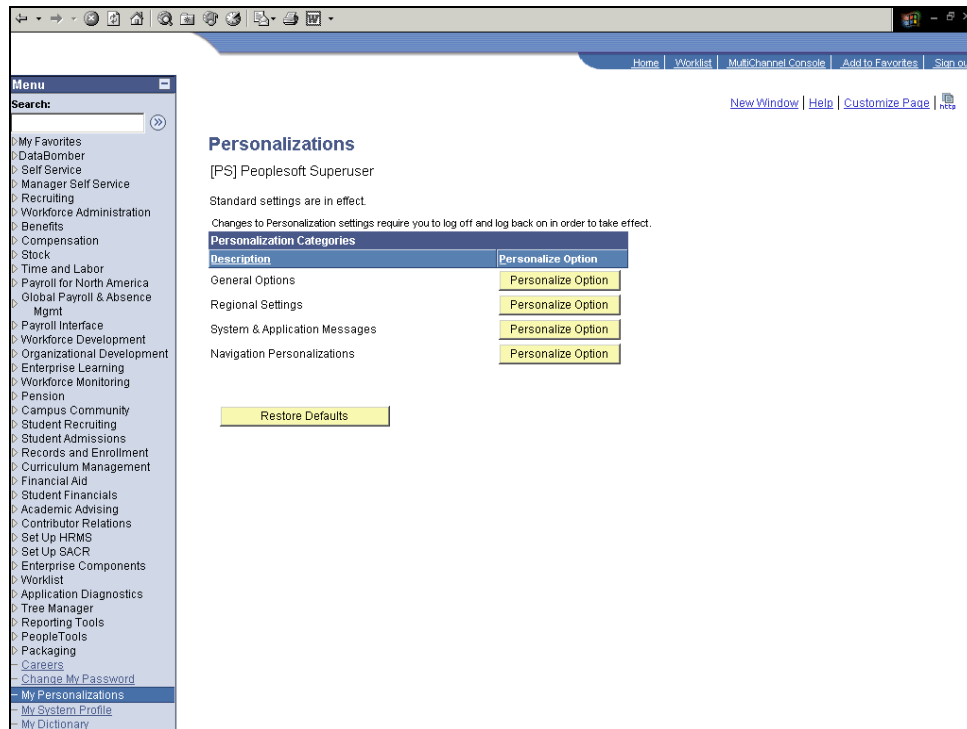 Home | Worklist | MultiChannel Console | Add to Favorites | Sign ou
Menu
Search:
New Window | Help | Customize Page | http
My Favorites
DataBomber
Self Service
Manager Self Service
Recruiting
Workforce Administration
Benefits
Compensation
Stock
Time and Labor
Payroll for North America
Global Payroll & Absence
Mgmt
Payroll Interface
Workforce Development
Organizational Development
Enterprise Learning
Workforce Monitoring
Pension
Campus Community
Student Recruiting
Student Admissions
Records and Enrollment
Curriculum Management
Financial Aid
Student Financials
Academic Advising
Contributor Relations
Set Up HRMS
Set Up SACR
Enterprise Components
Worklist
Application Diagnostics
Tree Manager
Reporting Tools
PeopleTools
Packaging
Careers
Change My Password
My Personalizations
My System Profile
My Dictionary
Personalizations
[PS] Peoplesoft Superuser
Standard settings are in effect.
Changes to Personalization settings require you to log off and log back on in order to take effect.
Personalization Categories
Description Personalize Option
General Options Personalize Option
Regional Settings Personalize Option
System & Application Messages Personalize Option
Navigation Personalizations Personalize Option
Restore Defaults